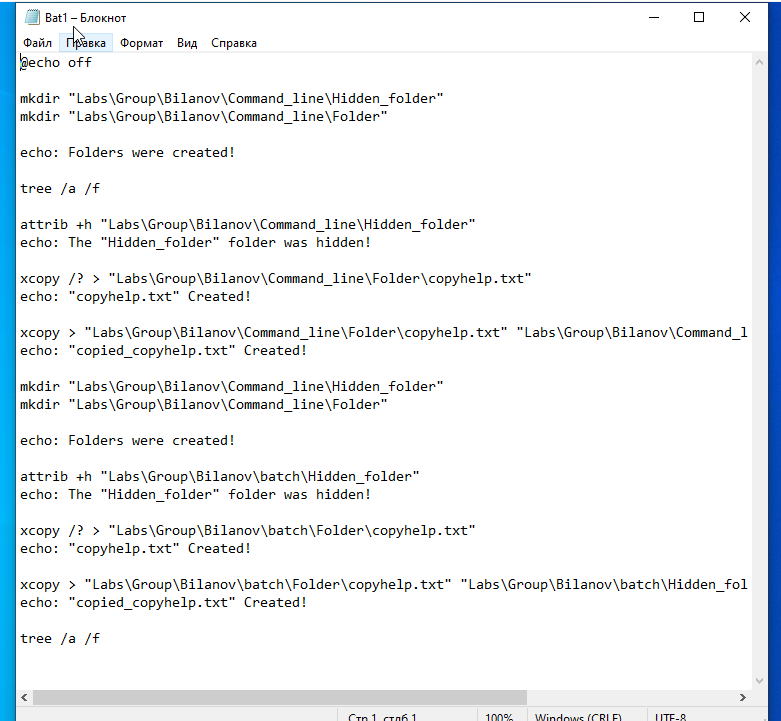 Bat1 – Блокнот
Файл Правка Формат Вид Справка
@echo off
mkdir "Labs\Group\Bilanov\Command_line\Hidden_folder"
mkdir "Labs\Group\Bilanov\Command_line\Folder"
echo: Folders were created!
tree /a /f
attrib +h "Labs\Group\Bilanov\Command_line\Hidden_folder"
echo: The "Hidden_folder" folder was hidden!
xcopy /? > "Labs\Group\Bilanov\Command_line\Folder\copyhelp.txt"
echo: "copyhelp.txt" Created!
xcopy > "Labs\Group\Bilanov\Command_line\Folder\copyhelp.txt" "Labs\Group\Bilanov\Command_l
echo: "copied_copyhelp.txt" Created!
mkdir "Labs\Group\Bilanov\Command_line\Hidden_folder"
mkdir "Labs\Group\Bilanov\Command_line\Folder"
echo: Folders were created!
attrib +h "Labs\Group\Bilanov\batch\Hidden_folder"
echo: The "Hidden_folder" folder was hidden!
xcopy /? > "Labs\Group\Bilanov\batch\Folder\copyhelp.txt"
echo: "copyhelp.txt" Created!
xcopy > "Labs\Group\Bilanov\batch\Folder\copyhelp.txt" "Labs\Group\Bilanov\batch\Hidden_fol
echo: "copied_copyhelp.txt" Created!
tree /a /f
Стр 1, стлб 1 100% Windows (CRLF) UTF-8